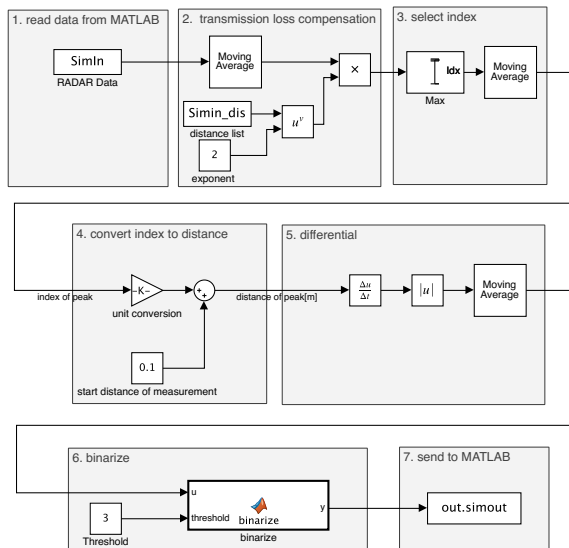 1. read data from MATLAB
SimIn
RADAR Data
2. transmission loss compensation
Moving
Average
×
Simin_dis
distance list
u^v
2
exponent
3. select index
Idx
Max
Moving
Average
4. convert index to distance
index of peak
-K-
unit conversion
+
+
distance of peak[m]
0.1
start distance of measurement
5. differential
Δu
Δt
|u|
Moving
Average
6. binarize
u
3
Threshold
threshold
binarize
y
binarize
7. send to MATLAB
out.simout